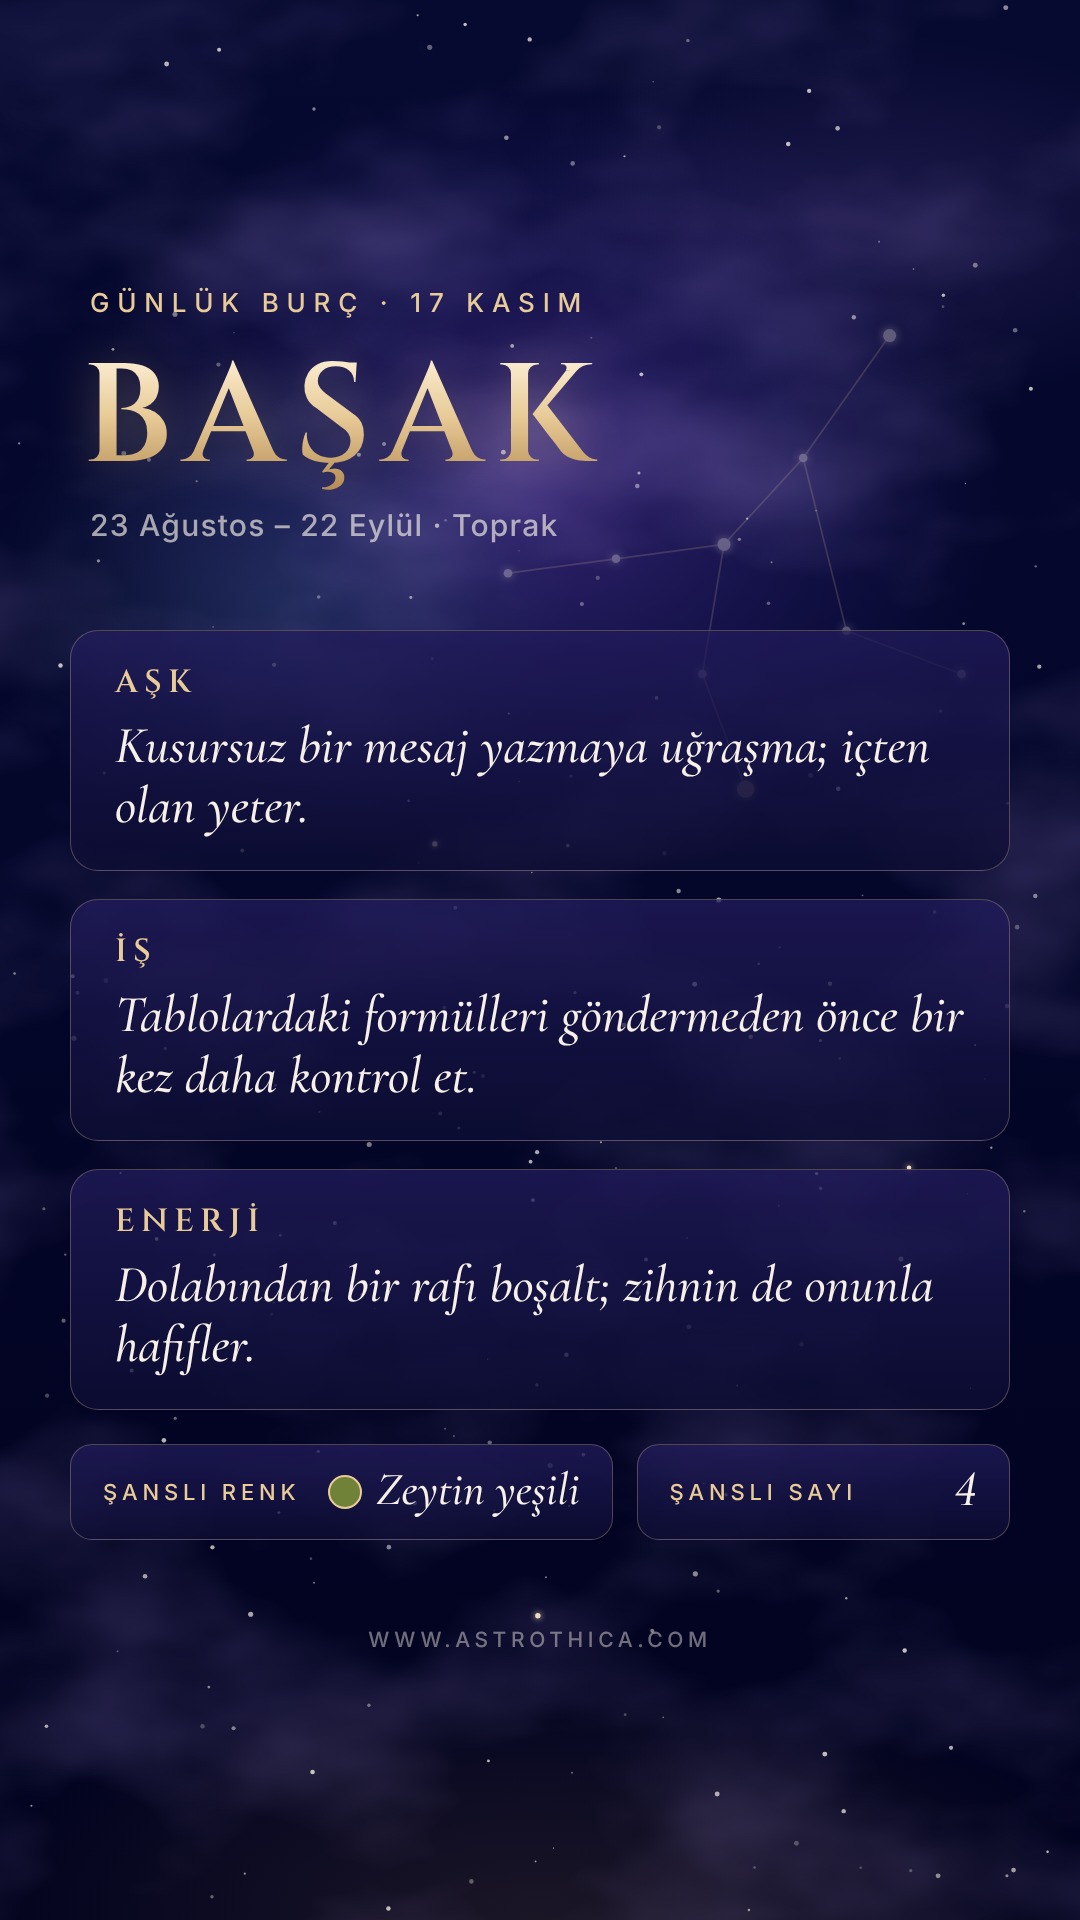 GÜNLÜK BURÇ · 17 KASIM
BAŞAK
23 Ağustos – 22 Eylül · Toprak
AŞK
Kusursuz bir mesaj yazmaya uğraşma; içten
olan yeter.
İŞ
Tablolardaki formülleri göndermeden önce bir
kez daha kontrol et.
ENERJİ
Dolabından bir rafı boşalt; zihnin de onunla
hafifler.
ŞANSLI RENK Zeytin yeşili
ŞANSLI SAYI 4
WWW.ASTROTHICA.COM